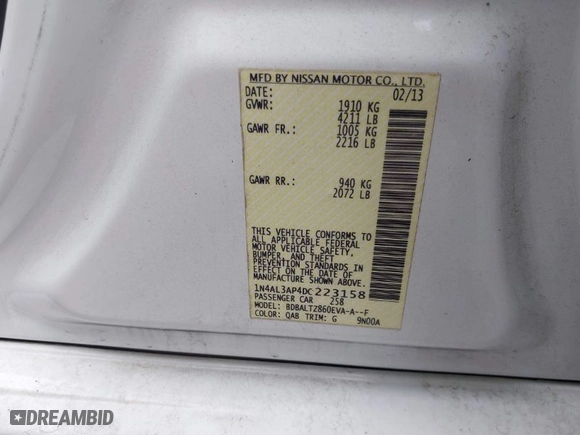 MFD BY NISSAN MOTOR CO., LTD.
DATE: 02/13
GVWR: 1910 KG
4211 LB
GAWR FR.: 1005 KG
2216 LB
GAWR RR.: 940 KG
2072 LB
THIS VEHICLE CONFORMS TO
ALL APPLICABLE FEDERAL
MOTOR VEHICLE SAFETY,
BUMPER, AND THEFT
PREVENTION STANDARDS IN
EFFECT ON THE DATE OF
MANUFACTURE SHOWN ABOVE.
1N4AL3AP4DC223158
PASSENGER CAR 258
MODEL: BDBALTZ860EVA-A--F
COLOR: QAB TRIM: G 9N00A
DREAMBID